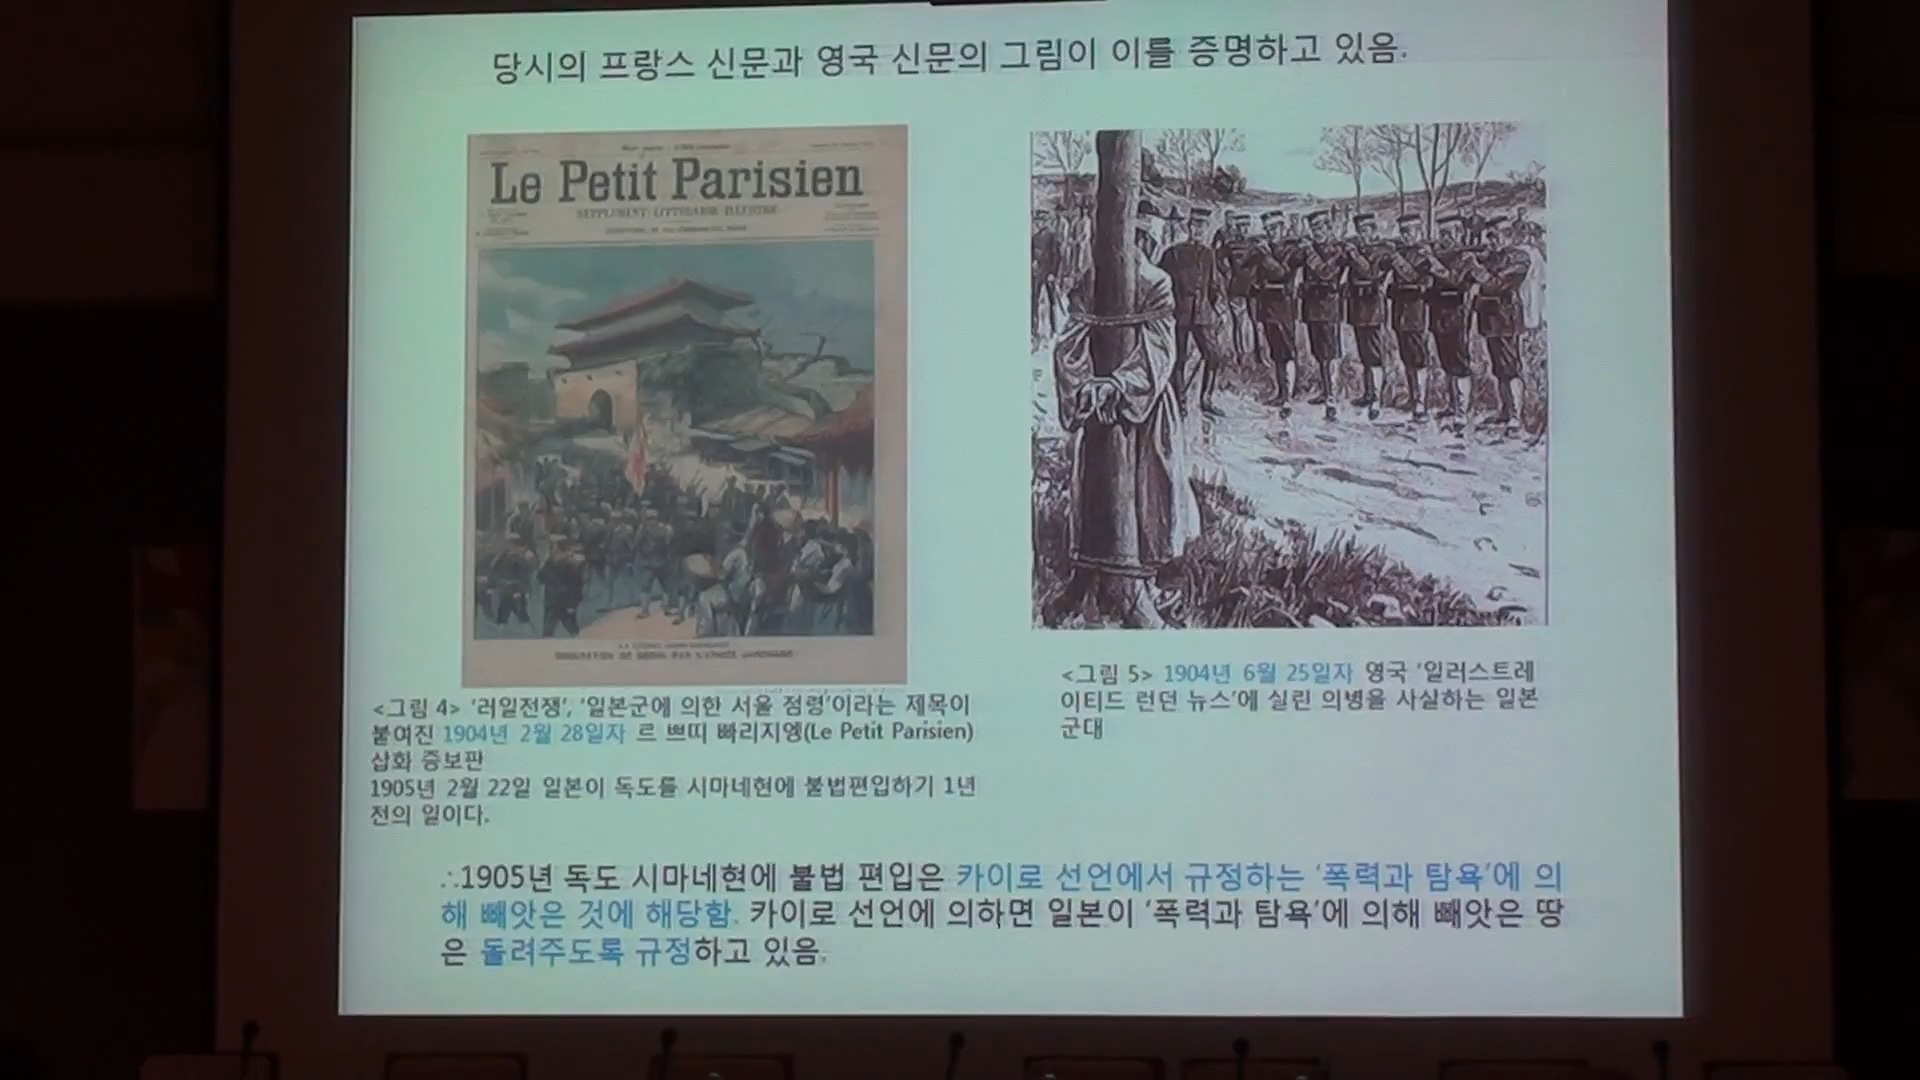 당시의 프랑스 신문과 영국 신문의 그림이 이를 증명하고 있음.
Le Petit Parisien
SUPPLÉMENT LITTÉRAIRE ILLUSTRÉ
<그림 4> '러일전쟁', '일본군에 의한 서울 점령'이라는 제목이
붙여진 1904년 2월 28일자 르 쁘띠 빠리지엥(Le Petit Parisien)
삽화 증보판
1905년 2월 22일 일본이 독도를 시마네현에 불법편입하기 1년
전의 일이다.
<그림 5> 1904년 6월 25일자 영국 '일러스트레
이티드 런던 뉴스'에 실린 의병을 사살하는 일본
군대
∴1905년 독도 시마네현에 불법 편입은 카이로 선언에서 규정하는 '폭력과 탐욕'에 의
해 빼앗은 것에 해당함. 카이로 선언에 의하면 일본이 '폭력과 탐욕'에 의해 빼앗은 땅
은 돌려주도록 규정하고 있음.